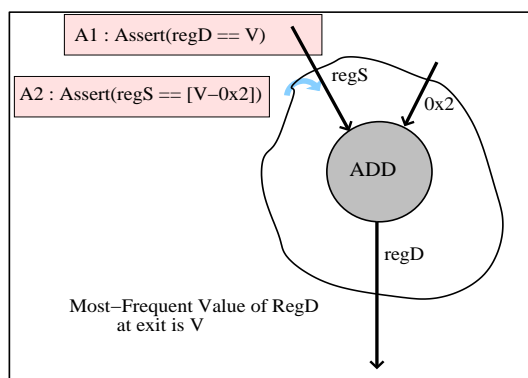 A1 : Assert(regD == V)
A2 : Assert(regS == [V−0x2])
regS
0x2
ADD
regD
Most−Frequent Value of RegD
at exit is V